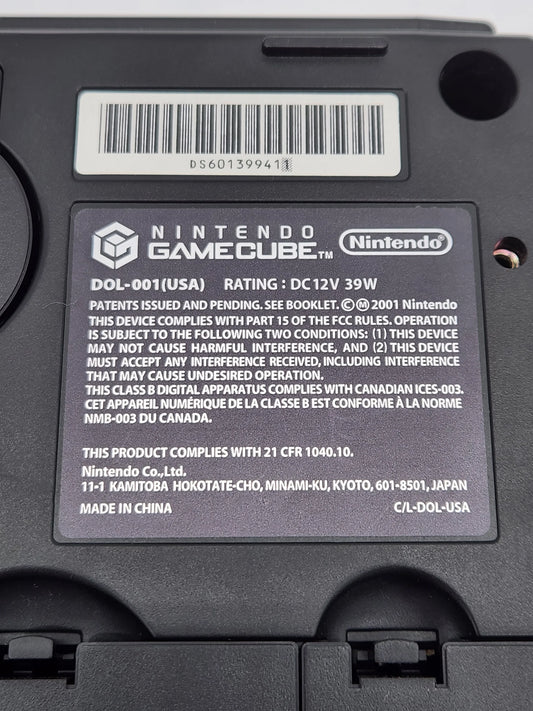 DS601399411
NINTENDO
GAMECUBE™ Nintendo®
DOL-001(USA) RATING : DC12V 39W
PATENTS ISSUED AND PENDING. SEE BOOKLET. ©Ⓜ 2001 Nintendo
THIS DEVICE COMPLIES WITH PART 15 OF THE FCC RULES. OPERATION
IS SUBJECT TO THE FOLLOWING TWO CONDITIONS: (1) THIS DEVICE
MAY NOT CAUSE HARMFUL INTERFERENCE, AND (2) THIS DEVICE
MUST ACCEPT ANY INTERFERENCE RECEIVED, INCLUDING INTERFERENCE
THAT MAY CAUSE UNDESIRED OPERATION.
THIS CLASS B DIGITAL APPARATUS COMPLIES WITH CANADIAN ICES-003.
CET APPAREIL NUMÉRIQUE DE LA CLASSE B EST CONFORME À LA NORME
NMB-003 DU CANADA.
THIS PRODUCT COMPLIES WITH 21 CFR 1040.10.
Nintendo Co.,Ltd.
11-1 KAMITOBA HOKOTATE-CHO, MINAMI-KU, KYOTO, 601-8501, JAPAN
MADE IN CHINA C/L-DOL-USA